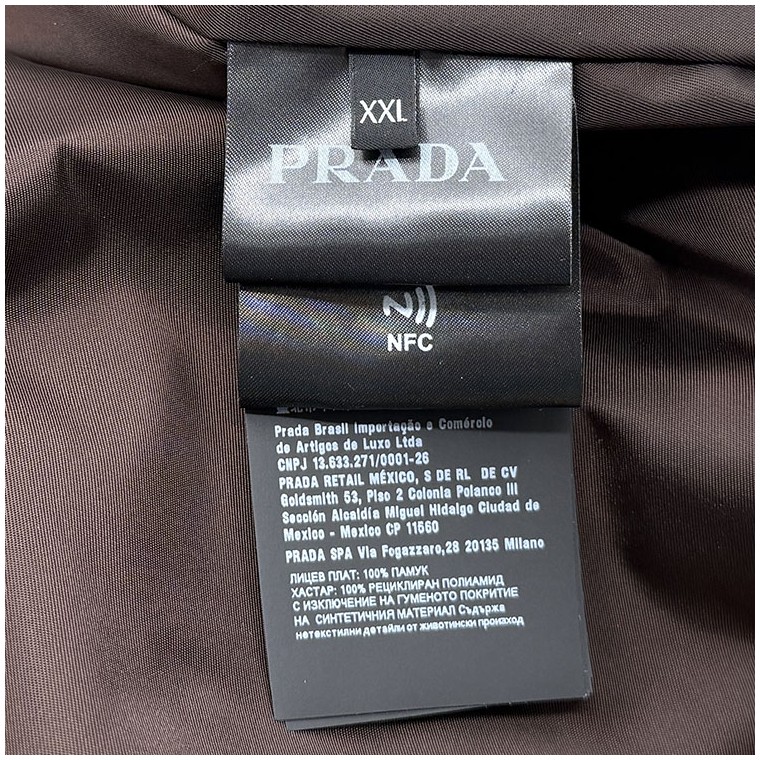 XXL
PRADA
NFC
Prada Brasil Importação e Comércio
de Artigos de Luxo Ltda
CNPJ 13.633.271/0001-26
PRADA RETAIL MÉXICO, S DE RL DE CV
Goldsmith 53, Piso 2 Colonia Polanco III
Sección Alcaldía Miguel Hidalgo Ciudad de
Mexico - Mexico CP 11560
PRADA SPA Via Fogazzaro,28 20135 Milano
ЛИЦЕВ ПЛАТ: 100% ПАМУК
ХАСТАР: 100% РЕЦИКЛИРАН ПОЛИАМИД
С ИЗКЛЮЧЕНИЕ НА ГУМЕНОТО ПОКРИТИЕ
НА СИНТЕТИЧНИЯ МАТЕРИАЛ Съдържа
нетекстилни детайли от животински произход